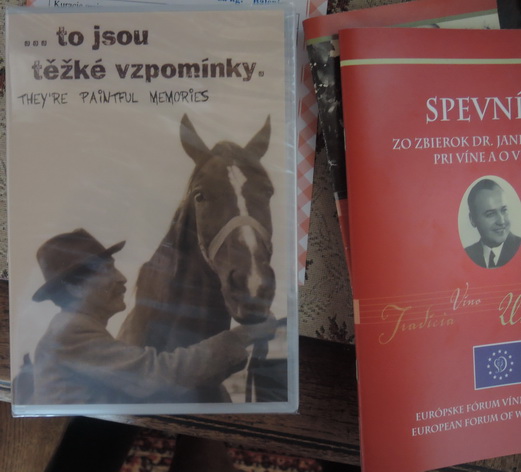 ... to jsou
těžké vzpomínky.
THEY'RE PAINFUL MEMORIES
SPEVNÍ
ZO ZBIEROK DR. JAN
PRI VÍNE A O V
Tradícia Víno
EURÓPSKE FÓRUM VÍN
EUROPEAN FORUM OF W